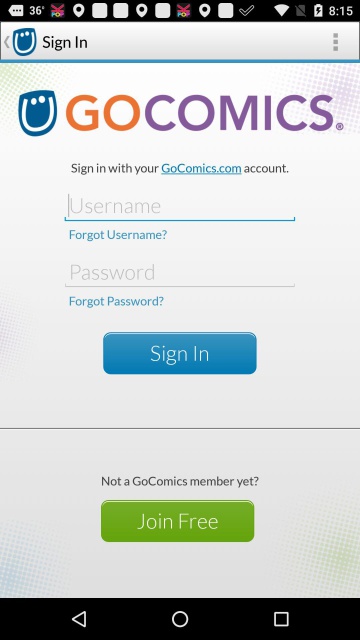 36°
8:15
Sign In
GOCOMICS®
Sign in with your GoComics.com account.
Username
Forgot Username?
Password
Forgot Password?
Sign In
Not a GoComics member yet?
Join Free